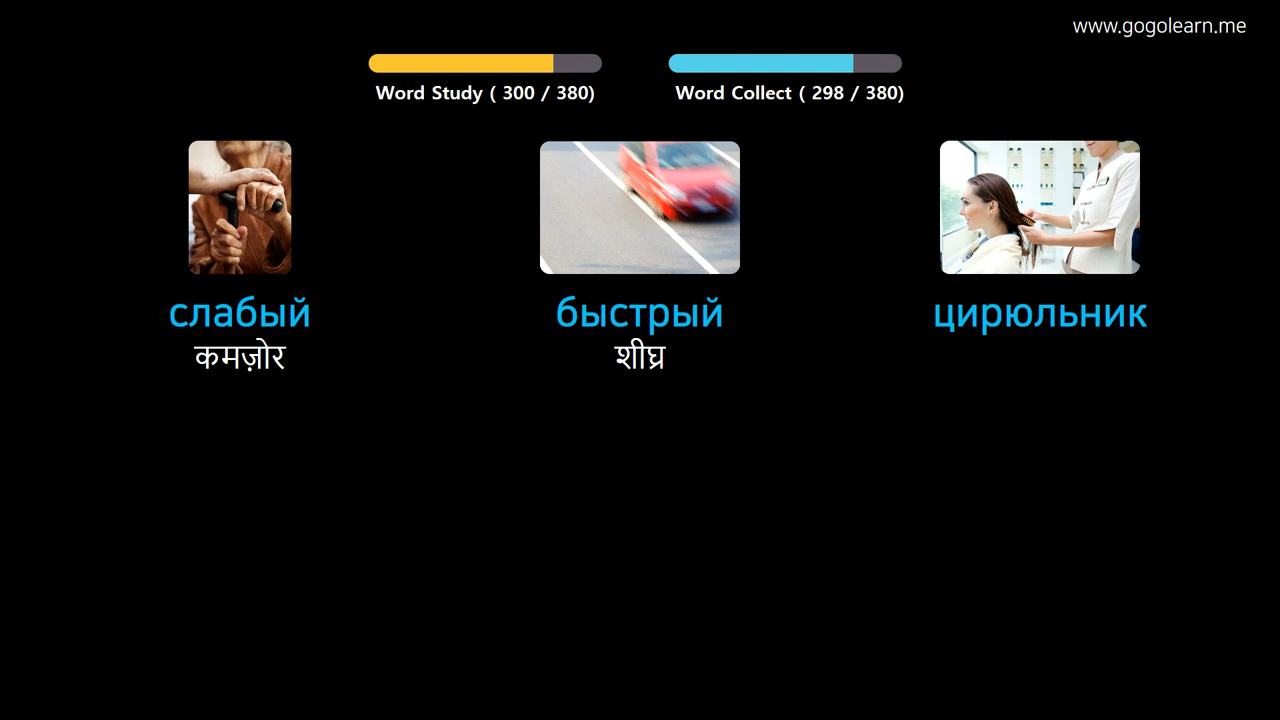 www.gogolearn.me
Word Study ( 300 / 380)
Word Collect ( 298 / 380)
слабый
быстрый
цирюльник
कमज़ोर
शीघ्र